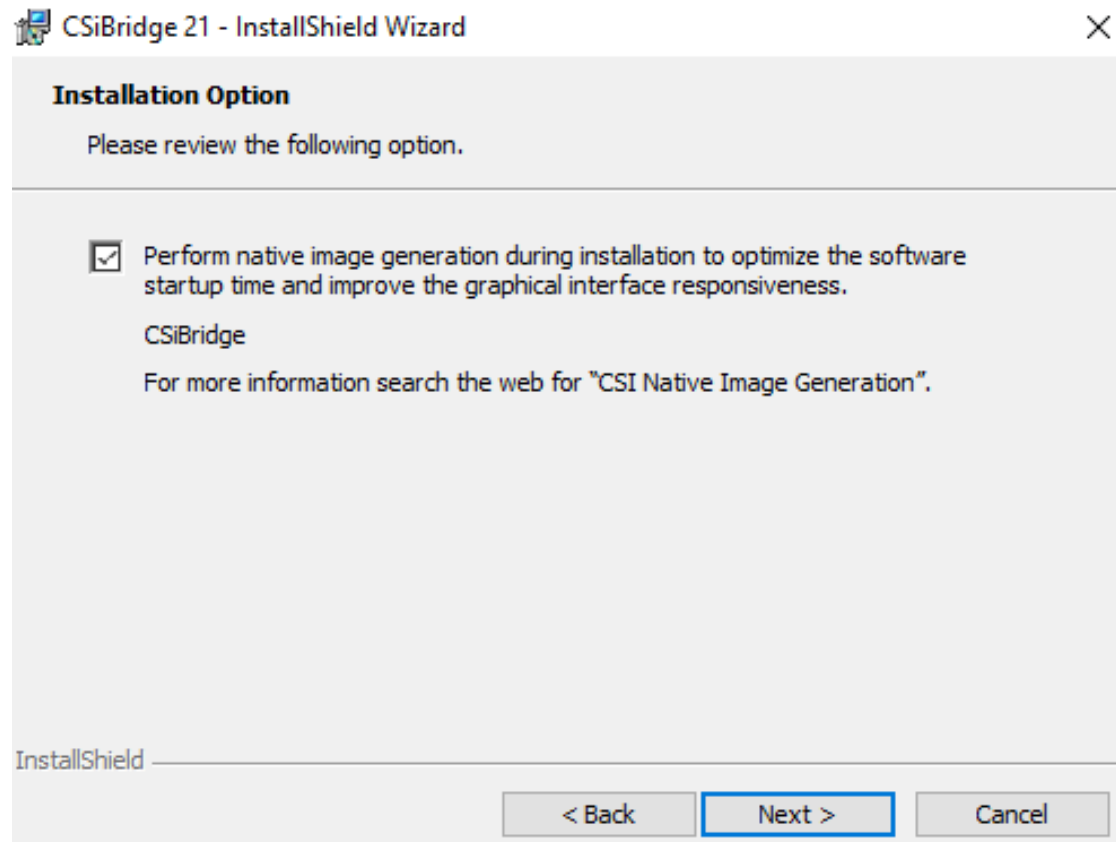 CSiBridge 21 - InstallShield Wizard
Installation Option
Please review the following option.
Perform native image generation during installation to optimize the software
startup time and improve the graphical interface responsiveness.
CSiBridge
For more information search the web for “CSI Native Image Generation”.
InstallShield
< Back
Next >
Cancel